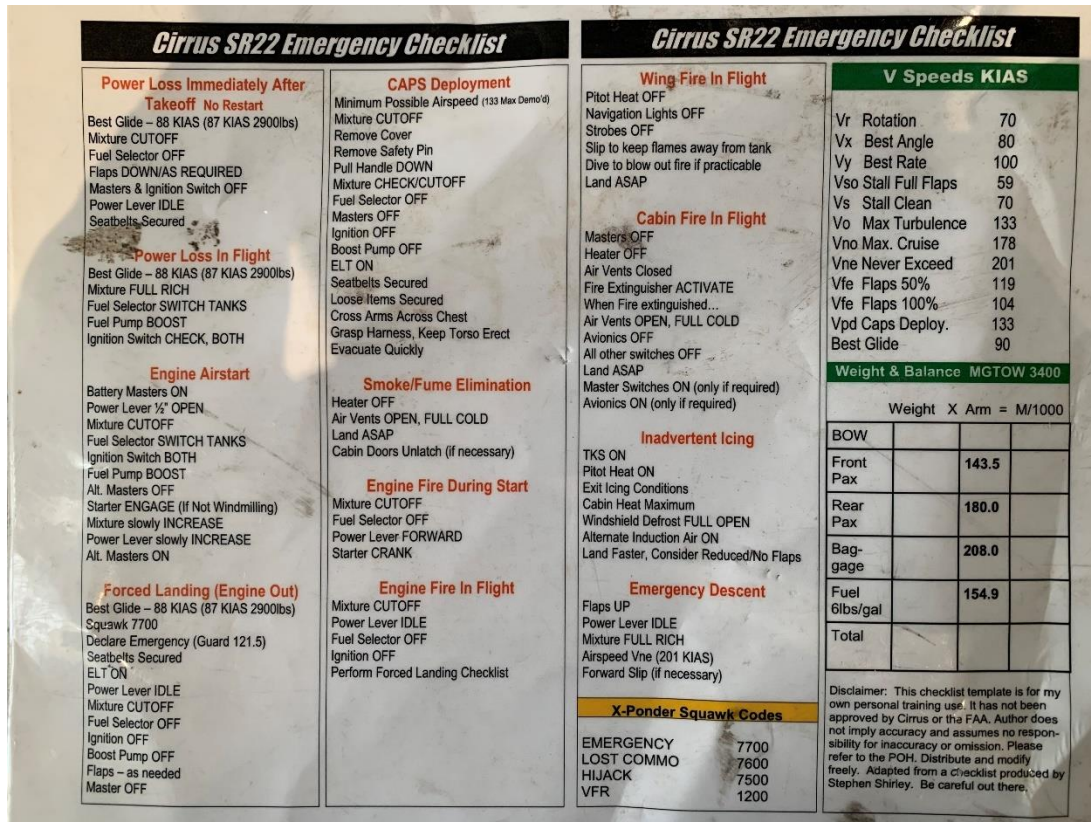 Cirrus SR22 Emergency Checklist
Power Loss Immediately After
Takeoff No Restart
Best Glide – 88 KIAS (87 KIAS 2900lbs)
Mixture CUTOFF
Fuel Selector OFF
Flaps DOWN/AS REQUIRED
Masters & Ignition Switch OFF
Power Lever IDLE
Seatbelts Secured
Power Loss In Flight
Best Glide – 88 KIAS (87 KIAS 2900lbs)
Mixture FULL RICH
Fuel Selector SWITCH TANKS
Fuel Pump BOOST
Ignition Switch CHECK, BOTH
Engine Airstart
Battery Masters ON
Power Lever ½" OPEN
Mixture CUTOFF
Fuel Selector SWITCH TANKS
Ignition Switch BOTH
Fuel Pump BOOST
Alt. Masters OFF
Starter ENGAGE (If Not Windmilling)
Mixture slowly INCREASE
Power Lever slowly INCREASE
Alt. Masters ON
Forced Landing (Engine Out)
Best Glide – 88 KIAS (87 KIAS 2900lbs)
Squawk 7700
Declare Emergency (Guard 121.5)
Seatbelts Secured
ELT ON
Power Lever IDLE
Mixture CUTOFF
Fuel Selector OFF
Ignition OFF
Boost Pump OFF
Flaps – as needed
Master OFF
CAPS Deployment
Minimum Possible Airspeed (133 Max Demo'd)
Mixture CUTOFF
Remove Cover
Remove Safety Pin
Pull Handle DOWN
Mixture CHECK/CUTOFF
Fuel Selector OFF
Masters OFF
Ignition OFF
Boost Pump OFF
ELT ON
Seatbelts Secured
Loose Items Secured
Cross Arms Across Chest
Grasp Harness, Keep Torso Erect
Evacuate Quickly
Smoke/Fume Elimination
Heater OFF
Air Vents OPEN, FULL COLD
Land ASAP
Cabin Doors Unlatch (if necessary)
Engine Fire During Start
Mixture CUTOFF
Fuel Selector OFF
Power Lever FORWARD
Starter CRANK
Engine Fire In Flight
Mixture CUTOFF
Power Lever IDLE
Fuel Selector OFF
Ignition OFF
Perform Forced Landing Checklist
Cirrus SR22 Emergency Checklist
Wing Fire In Flight
Pitot Heat OFF
Navigation Lights OFF
Strobes OFF
Slip to keep flames away from tank
Dive to blow out fire if practicable
Land ASAP
Cabin Fire In Flight
Masters OFF
Heater OFF
Air Vents Closed
Fire Extinguisher ACTIVATE
When Fire extinguished…
Air Vents OPEN, FULL COLD
Avionics OFF
All other switches OFF
Land ASAP
Master Switches ON (only if required)
Avionics ON (only if required)
Inadvertent Icing
TKS ON
Pitot Heat ON
Exit Icing Conditions
Cabin Heat Maximum
Windshield Defrost FULL OPEN
Alternate Induction Air ON
Land Faster, Consider Reduced/No Flaps
Emergency Descent
Flaps UP
Power Lever IDLE
Mixture FULL RICH
Airspeed Vne (201 KIAS)
Forward Slip (if necessary)
X-Ponder Squawk Codes
EMERGENCY 7700
LOST COMMO 7600
HIJACK 7500
VFR 1200
V Speeds KIAS
Vr Rotation 70
Vx Best Angle 80
Vy Best Rate 100
Vso Stall Full Flaps 59
Vs Stall Clean 70
Vo Max Turbulence 133
Vno Max. Cruise 178
Vne Never Exceed 201
Vfe Flaps 50% 119
Vfe Flaps 100% 104
Vpd Caps Deploy. 133
Best Glide 90
Weight & Balance MGTOW 3400
Weight X Arm = M/1000
BOW
Front 143.5
Pax
Rear 180.0
Pax
Bag- 208.0
gage
Fuel 154.9
6lbs/gal
Total
Disclaimer: This checklist template is for my
own personal training use. It has not been
approved by Cirrus or the FAA. Author does
not imply accuracy and assumes no respon-
sibility for inaccuracy or omission. Please
refer to the POH. Distribute and modify
freely. Adapted from a checklist produced by
Stephen Shirley. Be careful out there.